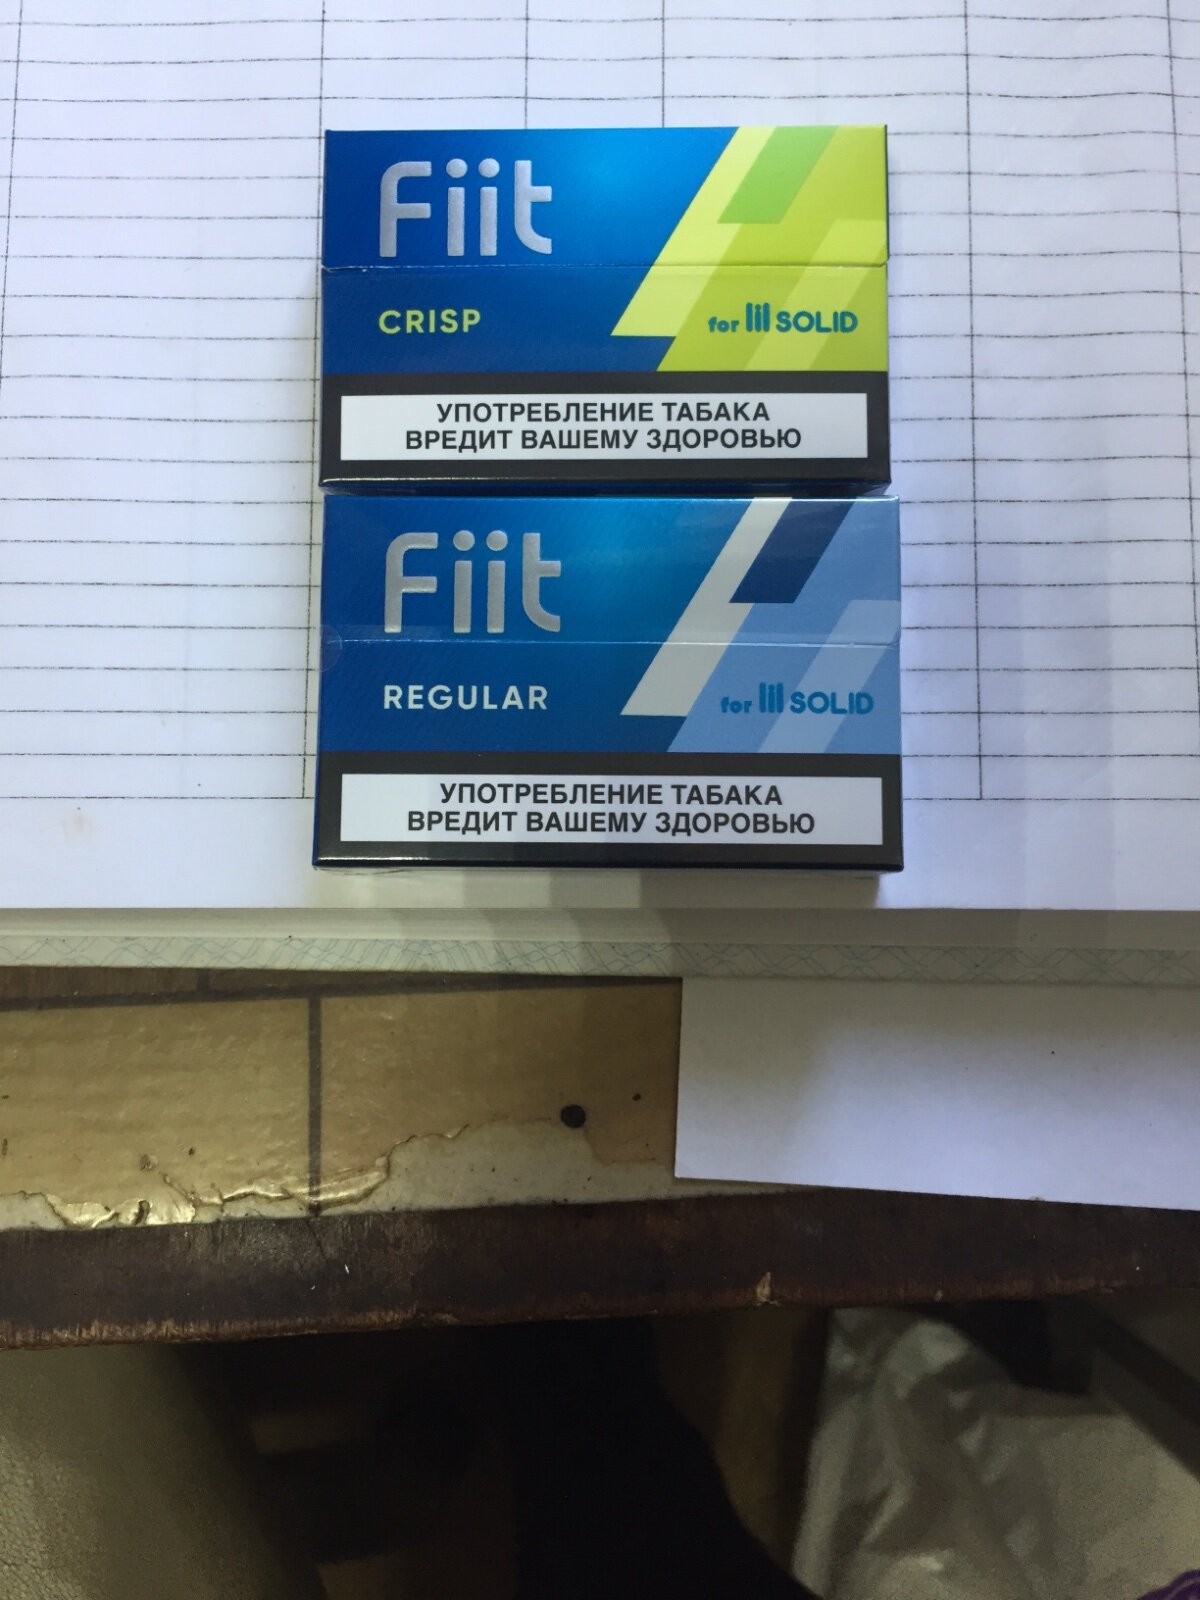 Fiit
CRISP
for lil SOLID
УПОТРЕБЛЕНИЕ ТАБАКА
ВРЕДИТ ВАШЕМУ ЗДОРОВЬЮ
Fiit
REGULAR
for lil SOLID
УПОТРЕБЛЕНИЕ ТАБАКА
ВРЕДИТ ВАШЕМУ ЗДОРОВЬЮ